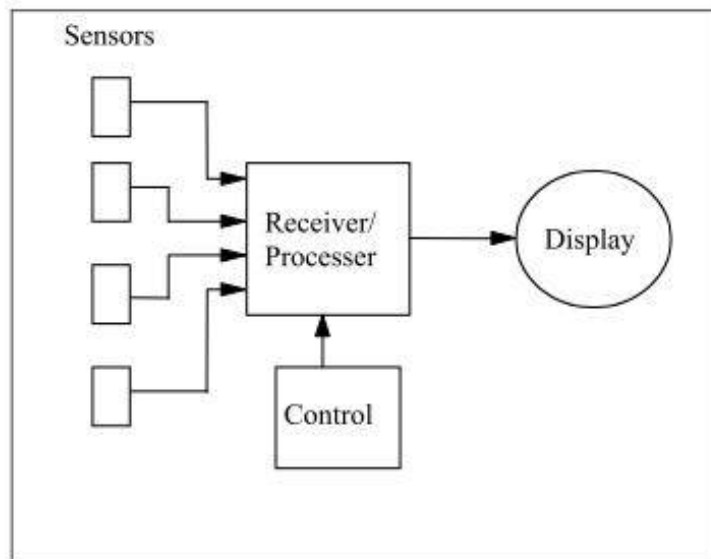 Sensors
Receiver/
Processer
Display
Control